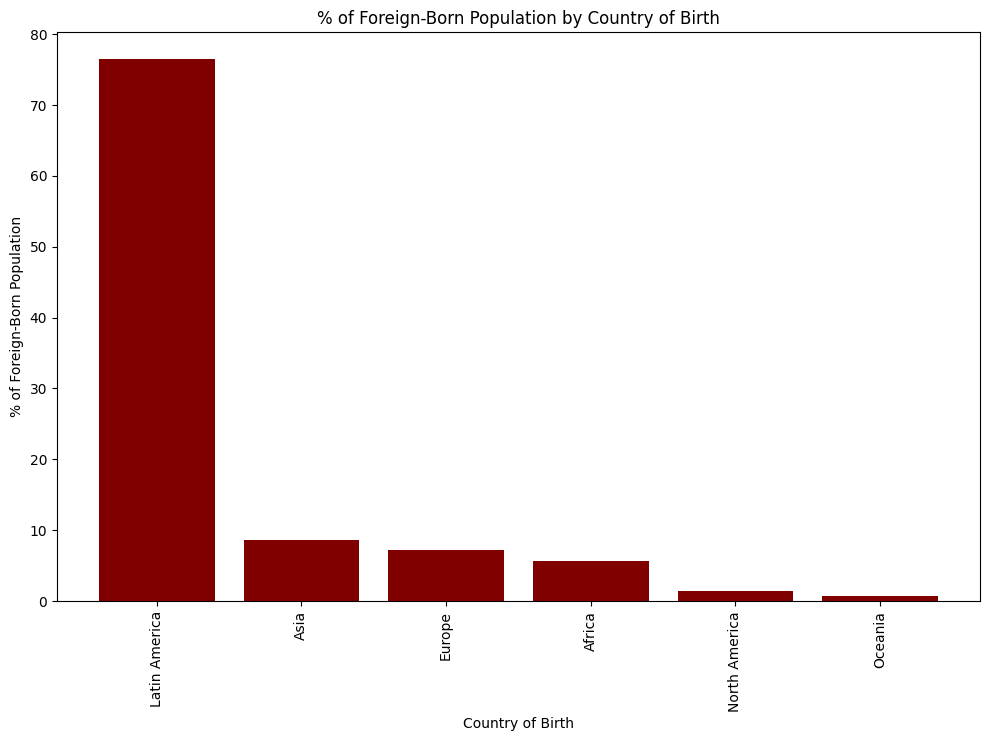 % of Foreign-Born Population by Country of Birth
% of Foreign-Born Population
80
70
60
50
40
30
20
10
0
Latin America
Asia
Europe
Africa
North America
Oceania
Country of Birth